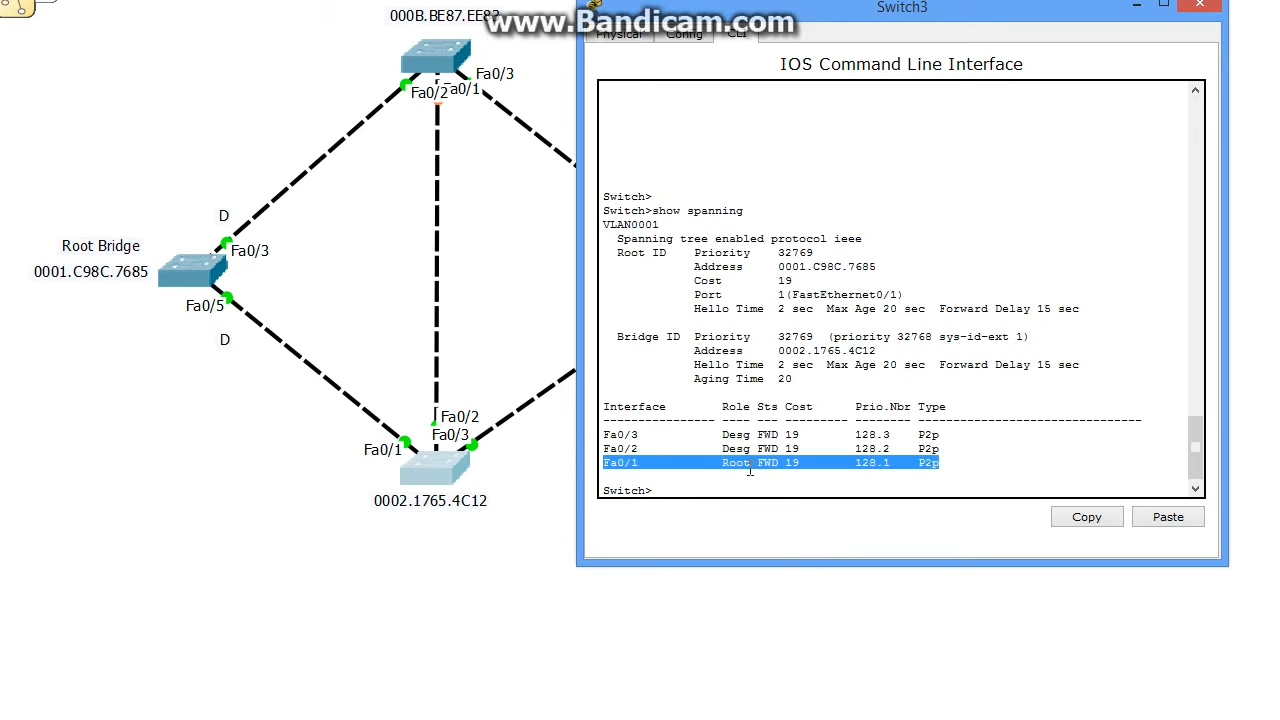 000B.BE87.EE83
www.Bandicam.com
Switch3
Physical Config CLI
IOS Command Line Interface
Fa0/3
Fa0/2
Fa0/1
D
Root Bridge
Fa0/3
0001.C98C.7685
Fa0/5
D
Fa0/2
Fa0/3
Fa0/1
0002.1765.4C12
Switch>
Switch>show spanning
VLAN0001
Spanning tree enabled protocol ieee
Root ID Priority 32769
Address 0001.C98C.7685
Cost 19
Port 1(FastEthernet0/1)
Hello Time 2 sec Max Age 20 sec Forward Delay 15 sec
Bridge ID Priority 32769 (priority 32768 sys-id-ext 1)
Address 0002.1765.4C12
Hello Time 2 sec Max Age 20 sec Forward Delay 15 sec
Aging Time 20
Interface Role Sts Cost Prio.Nbr Type
---------------- ---- --- --------- -------- --------------------------------
Fa0/3 Desg FWD 19 128.3 P2p
Fa0/2 Desg FWD 19 128.2 P2p
Fa0/1 Root FWD 19 128.1 P2p
Switch>
Copy Paste